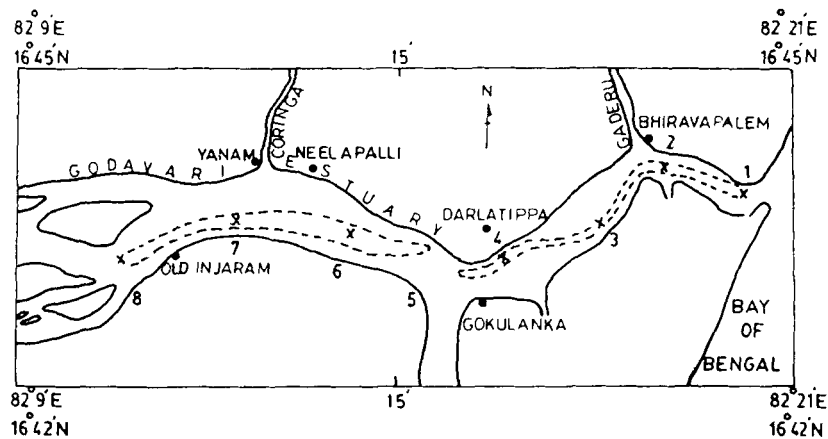 82°9'E
16°45'N
15'
82°21'E
16°45'N
N
CORINGA
GADERU
BHIRAVAPALEM
2
1
YANAM
NEELAPALLI
GODAVARI ESTUARY
DARLATIPPA
4
3
7
OLD INJARAM
6
8
5
GOKULANKA
BAY
OF
BENGAL
82°9'E
16°42'N
15'
82°21'E
16°42'N